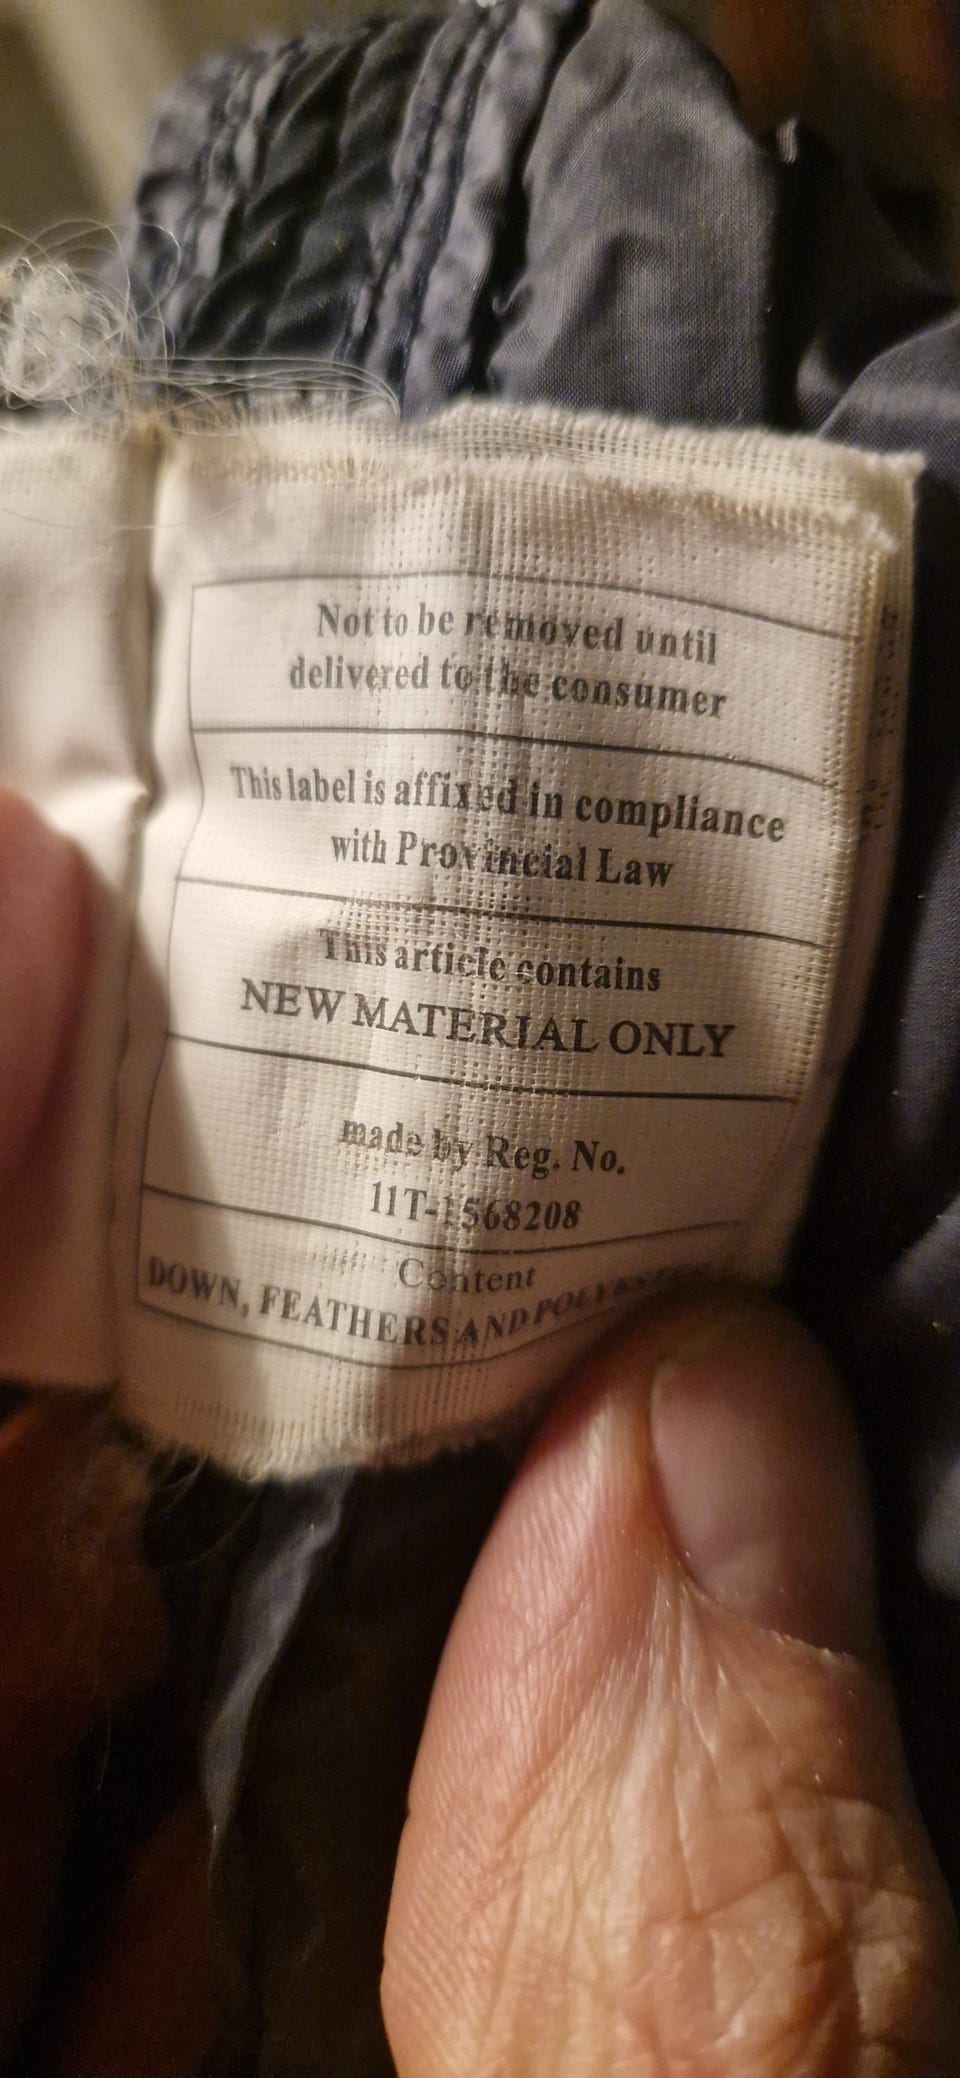 Not to be removed until
delivered to the consumer
This label is affixed in compliance
with Provincial Law
This article contains
NEW MATERIAL ONLY
made by Reg. No.
11T-1568208
Content
DOWN, FEATHERS AND POLYESTER